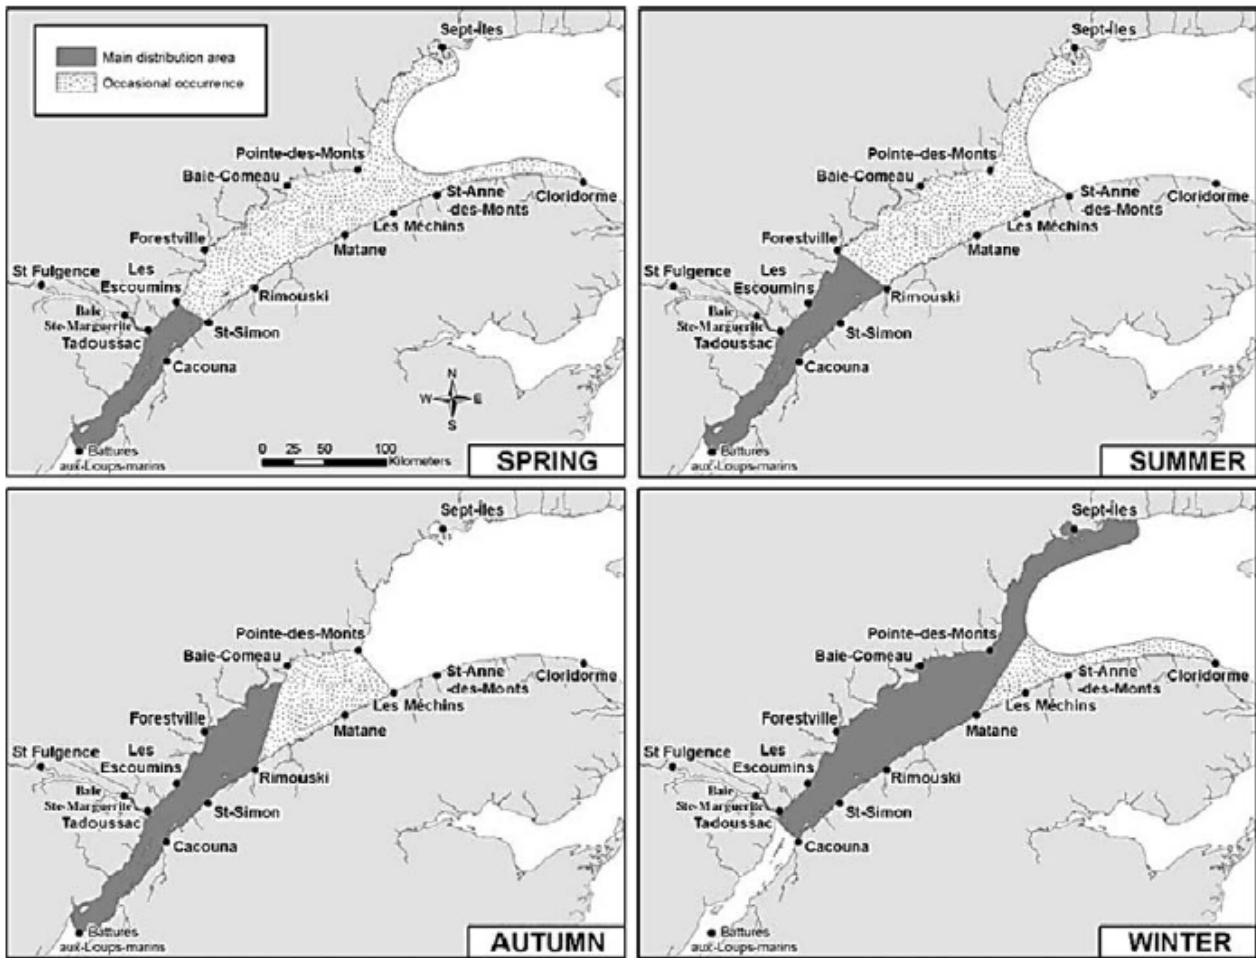 Sept-Îles
Main distribution area
Occasional occurrence
Pointe-des-Monts
Baie-Comeau
Cloridorme
St-Anne
-des-Monts
Les Méchins
Matane
Forestville
St Fulgence
Les
Escoumins
Rimouski
Baie
Ste-Marguerite
St-Simon
Tadoussac
Cacouna
N
W E
S
0 25 50 100
Kilometers
Battures
aux-Loups-marins
SPRING
Sept-Îles
Pointe-des-Monts
Baie-Comeau
Cloridorme
St-Anne
-des-Monts
Les Méchins
Matane
Forestville
St Fulgence
Les
Escoumins
Rimouski
Baie
Ste-Marguerite
St-Simon
Tadoussac
Cacouna
Battures
aux-Loups-marins
SUMMER
Sept-Îles
Pointe-des-Monts
Baie-Comeau
Cloridorme
St-Anne
-des-Monts
Les Méchins
Matane
Forestville
St Fulgence
Les
Escoumins
Rimouski
Baie
Ste-Marguerite
St-Simon
Tadoussac
Cacouna
Battures
aux-Loups-marins
AUTUMN
Sept-Îles
Pointe-des-Monts
Baie-Comeau
Cloridorme
St-Anne
-des-Monts
Les Méchins
Matane
Forestville
St Fulgence
Les
Escoumins
Rimouski
Baie
Ste-Marguerite
St-Simon
Tadoussac
Cacouna
Battures
aux-Loups-marins
WINTER